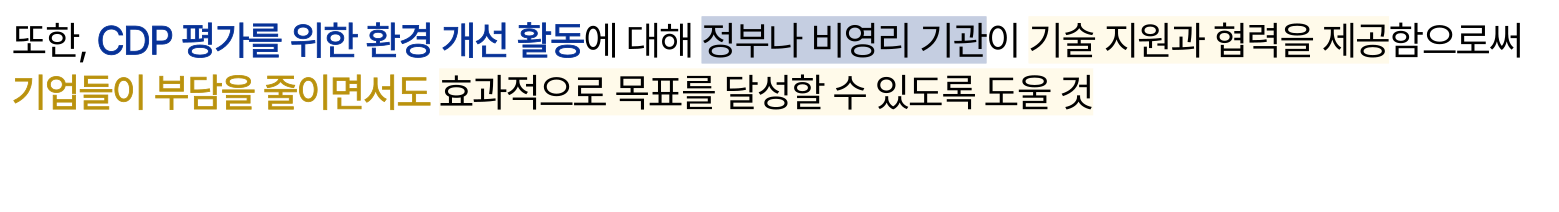 또한, CDP 평가를 위한 환경 개선 활동에 대해 정부나 비영리 기관이 기술 지원과 협력을 제공함으로써
기업들이 부담을 줄이면서도 효과적으로 목표를 달성할 수 있도록 도울 것